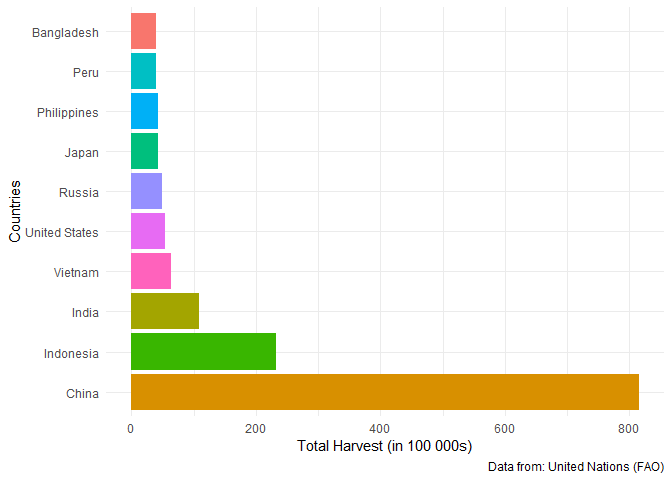 Bangladesh
Peru
Philippines
Japan
Russia
United States
Vietnam
India
Indonesia
China
Countries
0 200 400 600 800
Total Harvest (in 100 000s)
Data from: United Nations (FAO)